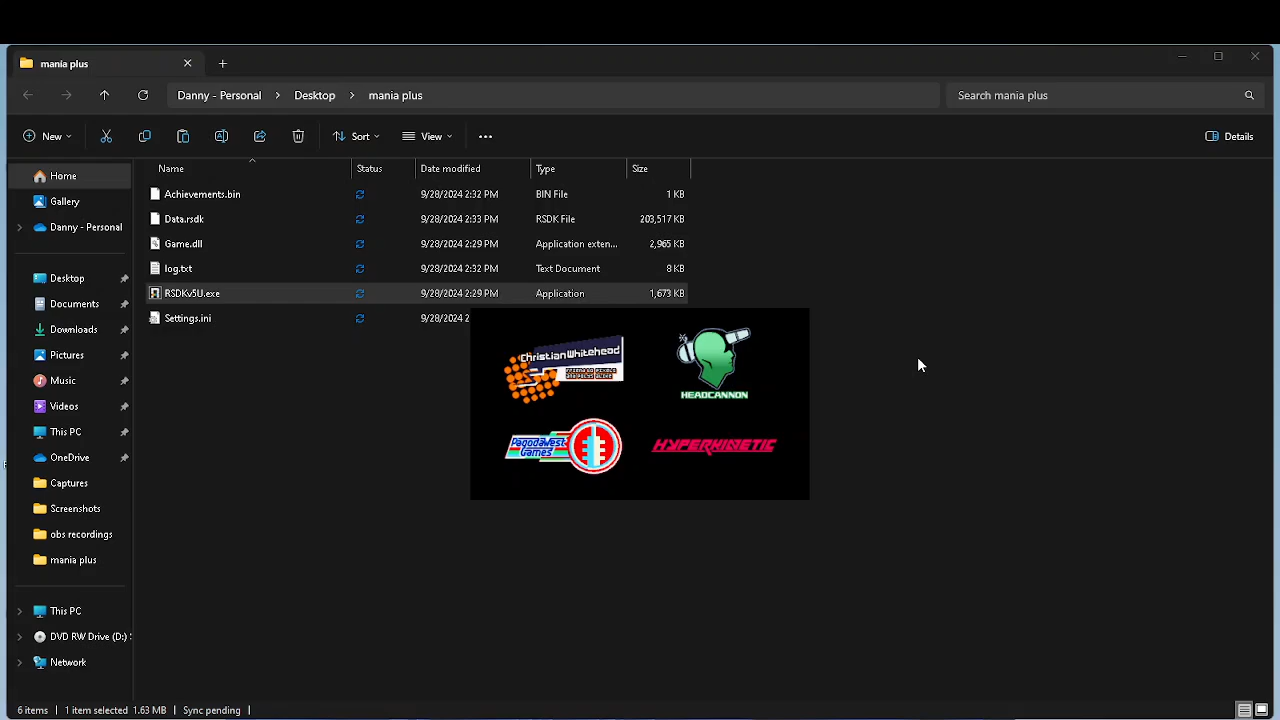 mania plus
Danny - Personal > Desktop > mania plus
Search mania plus
New
Sort
View
Details
Name Status Date modified Type Size
Achievements.bin 9/28/2024 2:32 PM BIN File 1 KB
Data.rsdk 9/28/2024 2:33 PM RSDK File 203,517 KB
Game.dll 9/28/2024 2:29 PM Application exten... 2,965 KB
log.txt 9/28/2024 2:32 PM Text Document 8 KB
RSDKv5U.exe 9/28/2024 2:29 PM Application 1,673 KB
Settings.ini 9/28/2024 2
Home
Gallery
Danny - Personal
Desktop
Documents
Downloads
Pictures
Music
Videos
This PC
OneDrive
Captures
Screenshots
obs recordings
mania plus
This PC
DVD RW Drive (D:)
Network
Christian Whitehead
HEADCANNON
PagodaWest
Games
HYPERKINETIC
6 items 1 item selected 1.63 MB Sync pending